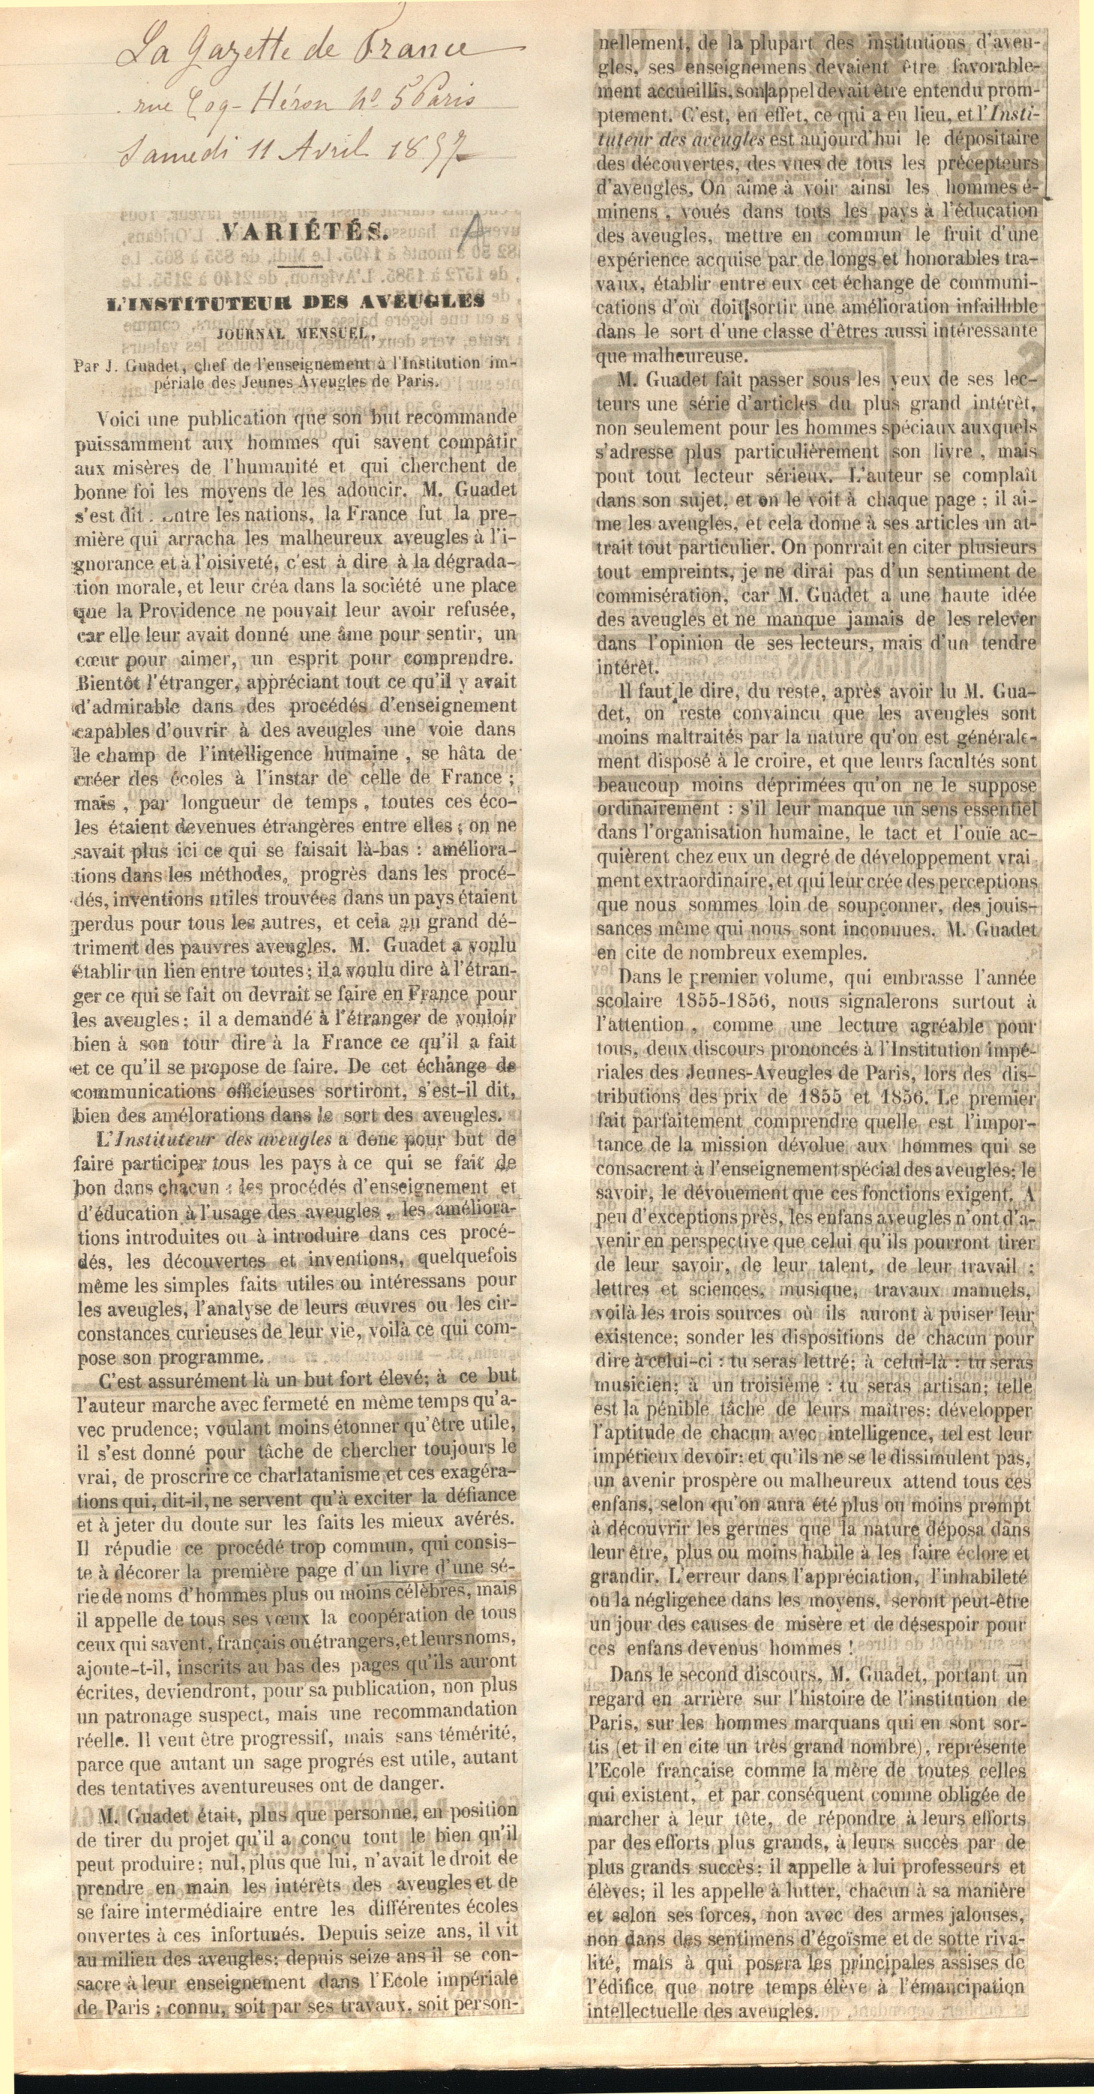 La Gazette de France
rue Coq-Héron nº 5 Paris
Samedi 11 Avril 1857
A
VARIÉTÉS.
L'INSTITUTEUR DES AVEUGLES
JOURNAL MENSUEL,
Par J. Guadet, chef de l'enseignement à l'Institution im-
périale des Jeunes Aveugles de Paris.
Voici une publication que son but recommande
puissamment aux hommes qui savent compâtir
aux misères de l'humanité et qui cherchent de
bonne foi les moyens de les adoucir. M. Guadet
s'est dit : Entre les nations, la France fut la pre-
mière qui arracha les malheureux aveugles à l'i-
gnorance et à l'oisiveté, c'est à dire à la dégrada-
tion morale, et leur créa dans la société une place
que la Providence ne pouvait leur avoir refusée,
car elle leur avait donné une âme pour sentir, un
cœur pour aimer, un esprit pour comprendre.
Bientôt l'étranger, appréciant tout ce qu'il y avait
d'admirable dans des procédés d'enseignement
capables d'ouvrir à des aveugles une voie dans
le champ de l'intelligence humaine, se hâta de
créer des écoles à l'instar de celle de France ;
mais, par longueur de temps, toutes ces éco-
les étaient devenues étrangères entre elles ; on ne
savait plus ici ce qui se faisait là-bas : améliora-
tions dans les méthodes, progrès dans les procé-
dés, inventions utiles trouvées dans un pays étaient
perdus pour tous les autres, et cela au grand dé-
triment des pauvres aveugles. M. Guadet a voulu
établir un lien entre toutes ; il a voulu dire à l'étran-
ger ce qui se fait ou devrait se faire en France pour
les aveugles ; il a demandé à l'étranger de vouloir
bien à son tour dire à la France ce qu'il a fait
et ce qu'il se propose de faire. De cet échange de
communications officieuses sortiront, s'est-il dit,
bien des amélorations dans le sort des aveugles.
L'Instituteur des aveugles a donc pour but de
faire participer tous les pays à ce qui se fait de
bon dans chacun : les procédés d'enseignement et
d'éducation à l'usage des aveugles, les améliora-
tions introduites ou à introduire dans ces procé-
dés, les découvertes et inventions, quelquefois
même les simples faits utiles ou intéressans pour
les aveugles, l'analyse de leurs œuvres ou les cir-
constances curieuses de leur vie, voilà ce qui com-
pose son programme.
C'est assurément là un but fort élevé ; à ce but
l'auteur marche avec fermeté en même temps qu'a-
vec prudence ; voulant moins étonner qu'être utile,
il s'est donné pour tâche de chercher toujours le
vrai, de proscrire ce charlatanisme et ces exagéra-
tions qui, dit-il, ne servent qu'à exciter la défiance
et à jeter du doute sur les faits les mieux avérés.
Il répudie ce procédé trop commun, qui consis-
te à décorer la première page d'un livre d'une sé-
rie de noms d'hommes plus ou moins célèbres, mais
il appelle de tous ses vœux la coopération de tous
ceux qui savent, français ou étrangers, et leurs noms,
ajoute-t-il, inscrits au bas des pages qu'ils auront
écrites, deviendront, pour sa publication, non plus
un patronage suspect, mais une recommandation
réelle. Il veut être progressif, mais sans témérité,
parce que autant un sage progrés est utile, autant
des tentatives aventureuses ont de danger.
M. Guadet était, plus que personne, en position
de tirer du projet qu'il a conçu tout le bien qu'il
peut produire ; nul, plus que lui, n'avait le droit de
prendre en main les intérêts des aveugles et de
se faire intermédiaire entre les différentes écoles
ouvertes à ces infortunés. Depuis seize ans, il vit
au milieu des aveugles ; depuis seize ans il se con-
sacre à leur enseignement dans l'Ecole impériale
de Paris ; connu, soit par ses travaux, soit person-
nellement, de la plupart des institutions d'aveu-
gles, ses enseignemens devaient être favorable-
ment accueillis, son appel devait être entendu prom-
ptement. C'est, en effet, ce qui a eu lieu, et l'Insti-
tuteur des aveugles est aujourd'hui le dépositaire
des découvertes, des vues de tous les précepteurs
d'aveugles. On aime à voir ainsi les hommes é-
minens, voués dans tous les pays à l'éducation
des aveugles, mettre en commun le fruit d'une
expérience acquise par de longs et honorables tra-
vaux, établir entre eux cet échange de communi-
cations d'où doit sortir une amélioration infaillible
dans le sort d'une classe d'êtres aussi intéressante
que malheureuse.
M. Guadet fait passer sous les yeux de ses lec-
teurs une série d'articles du plus grand intérêt,
non seulement pour les hommes spéciaux auxquels
s'adresse plus particulièrement son livre, mais
pout tout lecteur sérieux. L'auteur se complaît
dans son sujet, et on le voit à chaque page ; il ai-
me les aveugles, et cela donne à ses articles un at-
trait tout particulier. On ponrrait en citer plusieurs
tout empreints, je ne dirai pas d'un sentiment de
commisération, car M. Guadet a une haute idée
des aveugles et ne manque jamais de les relever
dans l'opinion de ses lecteurs, mais d'un tendre
intérêt.
Il faut le dire, du reste, après avoir lu M. Gua-
det, on reste convaincu que les aveugles sont
moins maltraités par la nature qu'on est générale-
ment disposé à le croire, et que leurs facultés sont
beaucoup moins déprimées qu'on ne le suppose
ordinairement : s'il leur manque un sens essentiel
dans l'organisation humaine, le tact et l'ouïe ac-
quièrent chez eux un degré de développement vrai-
ment extraordinaire, et qui leur crée des perceptions
que nous sommes loin de soupçonner, des jouis-
sances même qui nous sont inconnues. M. Guadet
en cite de nombreux exemples.
Dans le premier volume, qui embrasse l'année
scolaire 1855-1856, nous signalerons surtout à
l'attention, comme une lecture agréable pour
tous, deux discours prononcés à l'Institution impé-
riales des Jeunes-Aveugles de Paris, lors des dis-
tributions des prix de 1855 et 1856. Le premier
fait parfaitement comprendre quelle est l'impor-
tance de la mission dévolue aux hommes qui se
consacrent à l'enseignement spécial des aveugles ; le
savoir, le dévouement que ces fonctions exigent. A
peu d'exceptions près, les enfans aveugles n'ont d'a-
venir en perspective que celui qu'ils pourront tirer
de leur savoir, de leur talent, de leur travail :
lettres et sciences, musique, travaux manuels,
voilà les trois sources où ils auront à puiser leur
existence ; sonder les dispositions de chacun pour
dire à celui-ci : tu seras lettré ; à celui-là : tu seras
musicien ; à un troisième : tu seras artisan ; telle
est la pénible tâche de leurs maîtres ; développer
l'aptitude de chacun avec intelligence, tel est leur
impérieux devoir ; et qu'ils ne se le dissimulent pas,
un avenir prospère ou malheureux attend tous ces
enfans, selon qu'on aura été plus ou moins prompt
à découvrir les germes que la nature déposa dans
leur être, plus ou moins habile à les faire éclore et
grandir. L'erreur dans l'appréciation, l'inhabileté
ou la négligence dans les moyens, seront peut-être
un jour des causes de misère et de désespoir pour
ces enfans devenus hommes !
Dans le second discours, M. Guadet, portant un
regard en arrière sur l'histoire de l'institution de
Paris, sur les hommes marquans qui en sont sor-
tis (et il en cite un très grand nombre), représente
l'Ecole française comme la mère de toutes celles
qui existent, et par conséquent comme obligée de
marcher à leur tête, de répondre à leurs efforts
par des efforts plus grands, à leurs succès par de
plus grands succès ; il appelle à lui professeurs et
élèves ; il les appelle à lutter, chacun à sa manière
et selon ses forces, non avec des armes jalouses,
non dans des sentimens d'égoïsme et de sotte riva-
lité, mais à qui posera les principales assises de
l'édifice que notre temps élève à l'émancipation
intellectuelle des aveugles.